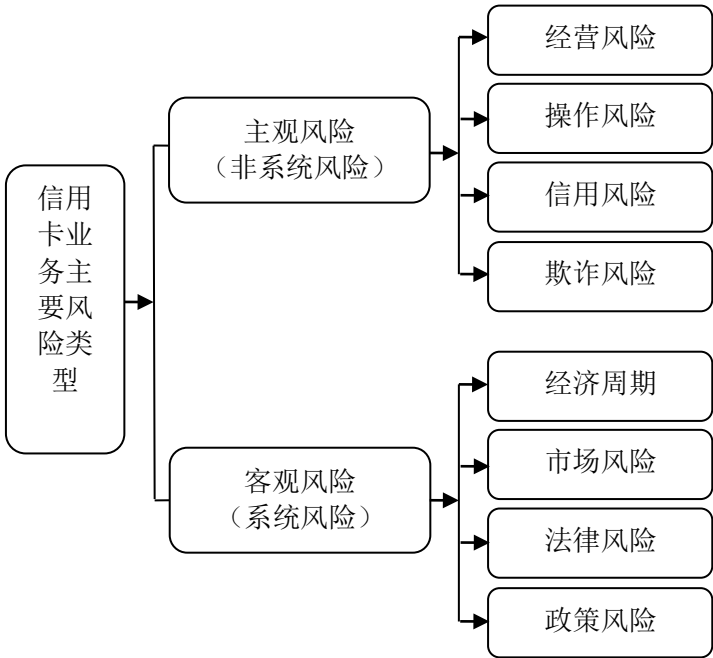 信用
卡业
务主
要风
险类
型
主观风险
（非系统风险）
经营风险
操作风险
信用风险
欺诈风险
客观风险
（系统风险）
经济周期
市场风险
法律风险
政策风险